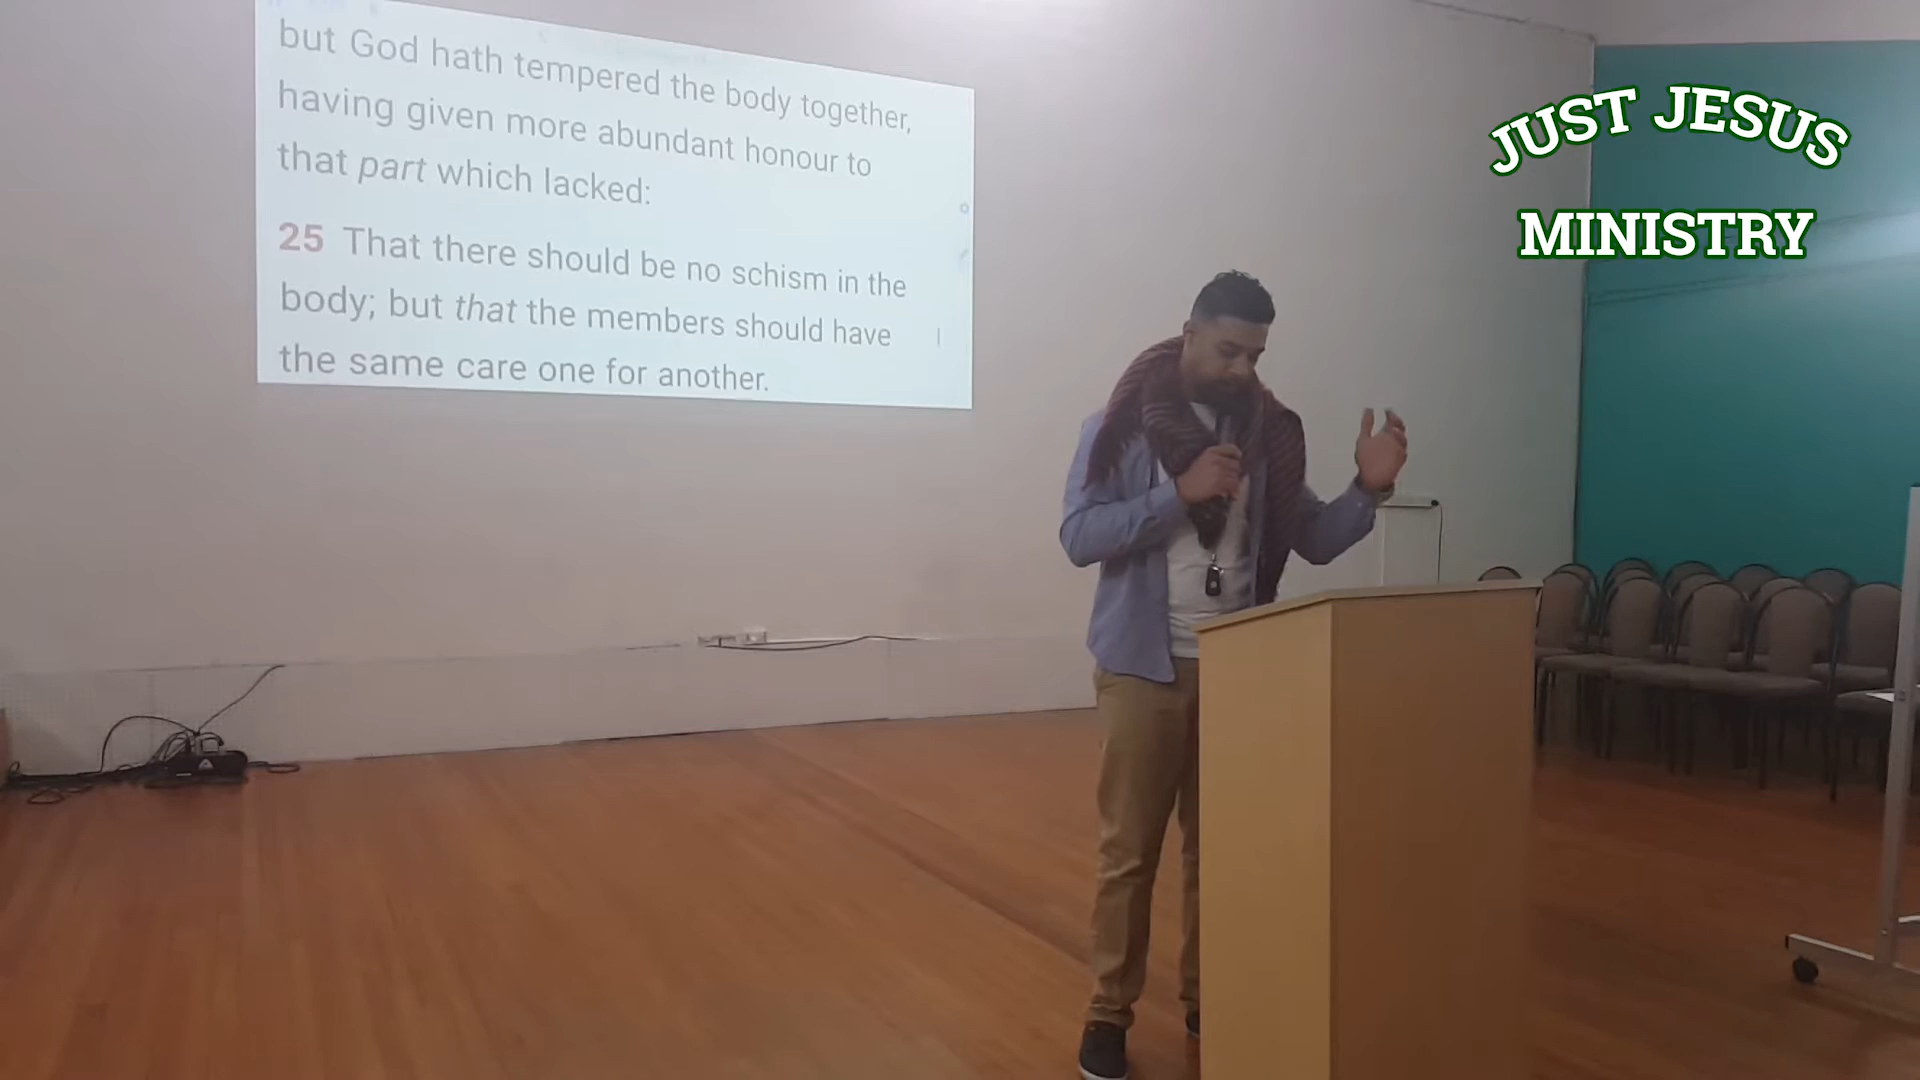 but God hath tempered the body together,
having given more abundant honour to
that part which lacked:
25 That there should be no schism in the
body; but that the members should have
the same care one for another.
JUST JESUS
MINISTRY